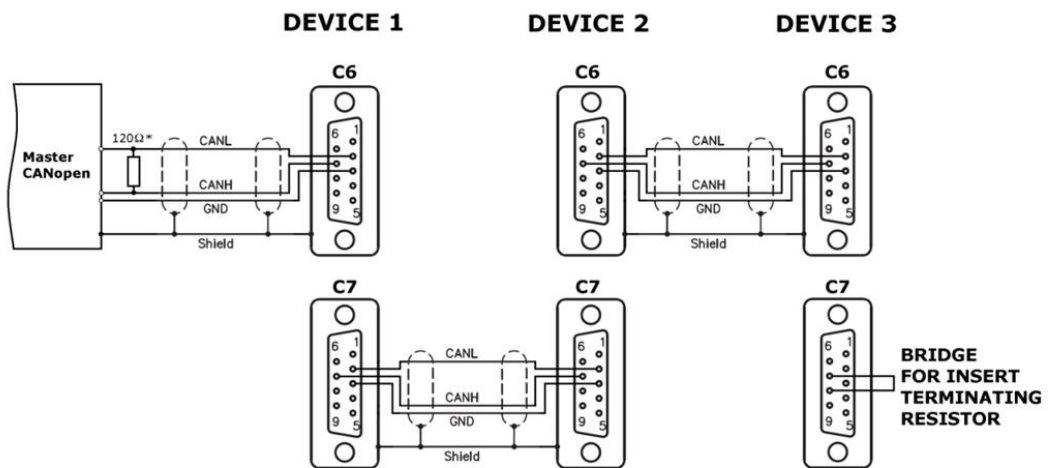 DEVICE 1
DEVICE 2
DEVICE 3
C6
C6
C6
Master
CANopen
120Ω*
CANL
CANH
GND
Shield
6
1
9
5
6
1
9
5
CANL
CANH
GND
Shield
6
1
9
5
C7
C7
C7
6
1
9
5
CANL
CANH
GND
Shield
6
1
9
5
6
1
9
5
BRIDGE
FOR INSERT
TERMINATING
RESISTOR